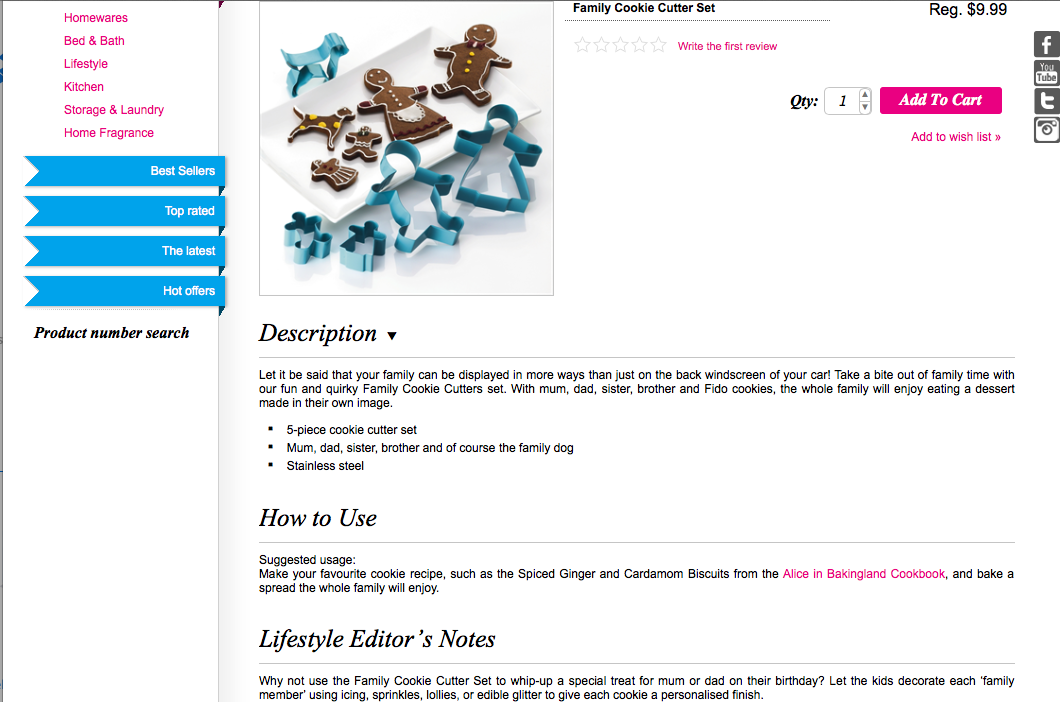 Homewares
Bed & Bath
Lifestyle
Kitchen
Storage & Laundry
Home Fragrance
Best Sellers
Top rated
The latest
Hot offers
Product number search
Family Cookie Cutter Set
Reg. $9.99
Write the first review
Qty: 1 Add To Cart
Add to wish list »
f
You
Tube
t
Description ▼
Let it be said that your family can be displayed in more ways than just on the back windscreen of your car! Take a bite out of family time with
our fun and quirky Family Cookie Cutters set. With mum, dad, sister, brother and Fido cookies, the whole family will enjoy eating a dessert
made in their own image.
▪ 5-piece cookie cutter set
▪ Mum, dad, sister, brother and of course the family dog
▪ Stainless steel
How to Use
Suggested usage:
Make your favourite cookie recipe, such as the Spiced Ginger and Cardamom Biscuits from the Alice in Bakingland Cookbook, and bake a
spread the whole family will enjoy.
Lifestyle Editor's Notes
Why not use the Family Cookie Cutter Set to whip-up a special treat for mum or dad on their birthday? Let the kids decorate each 'family
member' using icing, sprinkles, lollies, or edible glitter to give each cookie a personalised finish.